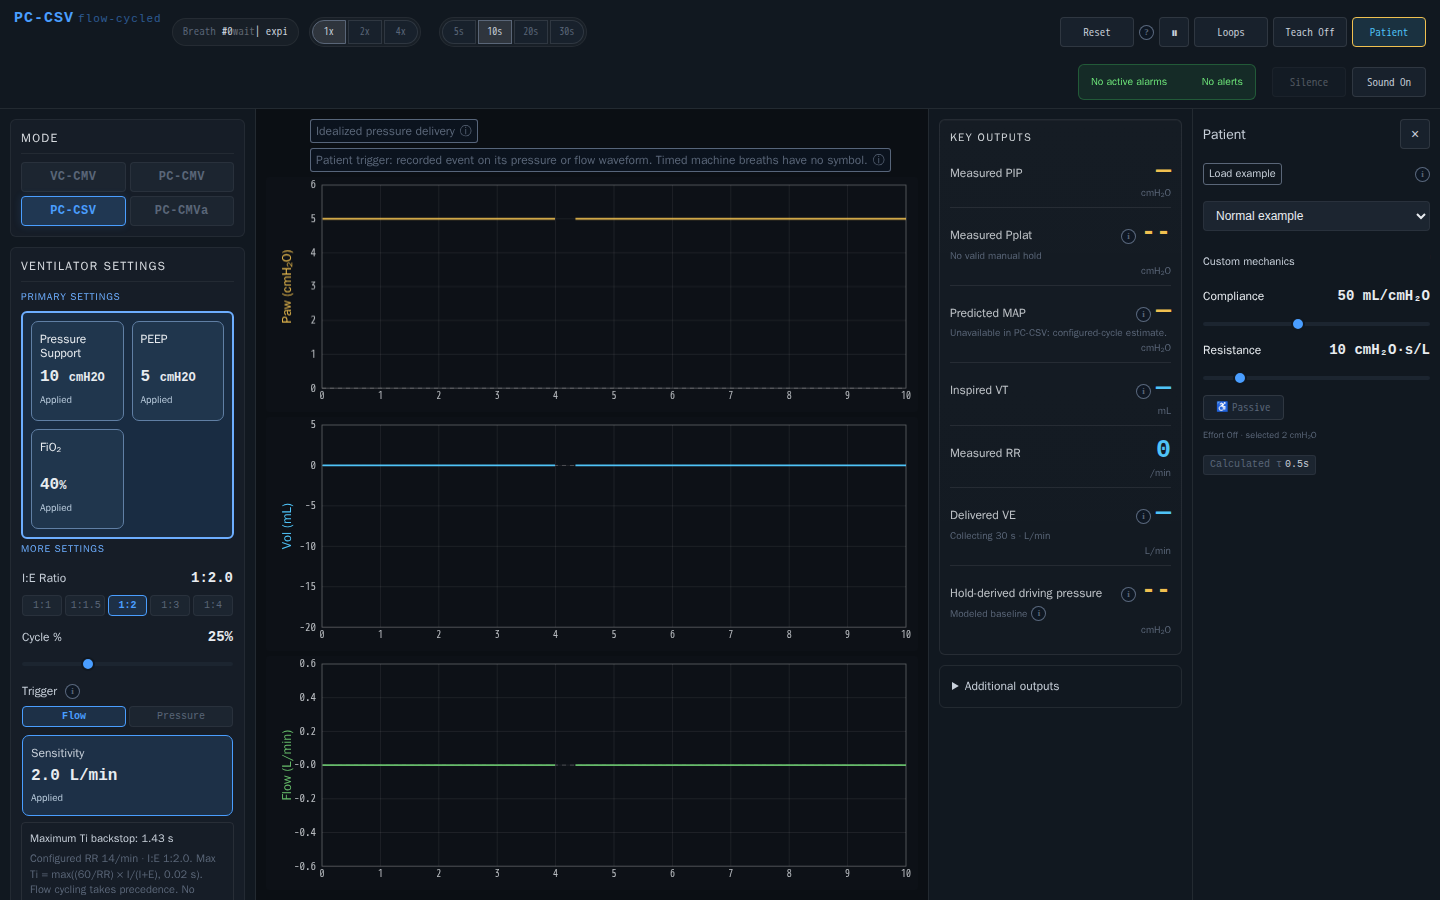 PC-CSV flow-cycled
Breath #0wait| expi
1x 2x 4x
5s 10s 20s 30s
Reset ? ⏸ Loops Teach Off Patient
No active alarms No alerts Silence Sound On
MODE
VC-CMV PC-CMV
PC-CSV PC-CMVa
VENTILATOR SETTINGS
PRIMARY SETTINGS
Pressure Support
10 cmH2O
Applied
PEEP
5 cmH2O
Applied
FiO₂
40%
Applied
MORE SETTINGS
I:E Ratio 1:2.0
1:1 1:1.5 1:2 1:3 1:4
Cycle % 25%
Trigger i
Flow Pressure
Sensitivity
2.0 L/min
Applied
Maximum Ti backstop: 1.43 s
Configured RR 14/min · I:E 1:2.0. Max
Ti = max((60/RR) × I/(I+E), 0.02 s).
Flow cycling takes precedence. No
Idealized pressure delivery ⓘ
Patient trigger: recorded event on its pressure or flow waveform. Timed machine breaths have no symbol. ⓘ
Paw (cmH₂O)
6
5
4
3
2
1
0
0 1 2 3 4 5 6 7 8 9 10
Vol (mL)
5
0
-5
-10
-15
-20
0 1 2 3 4 5 6 7 8 9 10
Flow (L/min)
0.6
0.4
0.2
-0.0
-0.2
-0.4
-0.6
0 1 2 3 4 5 6 7 8 9 10
KEY OUTPUTS
Measured PIP —
cmH₂O
Measured Pplat i --
No valid manual hold
cmH₂O
Predicted MAP i —
Unavailable in PC-CSV: configured-cycle estimate.
cmH₂O
Inspired VT i —
mL
Measured RR 0
/min
Delivered VE i —
Collecting 30 s · L/min
L/min
Hold-derived driving pressure i --
Modeled baseline i
cmH₂O
▶ Additional outputs
Patient ×
Load example i
Normal example
Custom mechanics
Compliance 50 mL/cmH₂O
Resistance 10 cmH₂O·s/L
♿ Passive
Effort Off · selected 2 cmH₂O
Calculated τ 0.5s